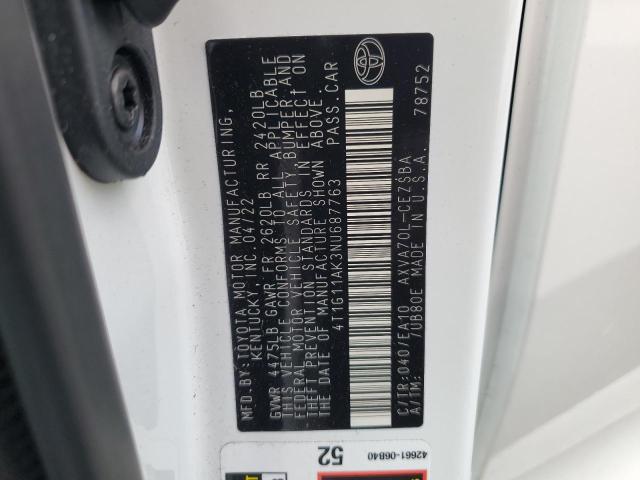 MFD.BY:TOYOTA MOTOR MANUFACTURING,
KENTUCKY, INC. 04/22
GVWR 4475LB GAWR FR 2620LB RR 2420LB
THIS VEHICLE CONFORMS TO ALL APPLICABLE
FEDERAL MOTOR VEHICLE SAFETY, BUMPER AND
THEFT PREVENTION STANDARDS IN EFFECT ON
THE DATE OF MANUFACTURE SHOWN ABOVE.
4T1G11AK3NU687763 PASS.CAR
C/TR:040/EA10 AXVA70L-CEZSBA
A/TM: /UB80E MADE IN U.S.A. 78752
42661-06B40
52